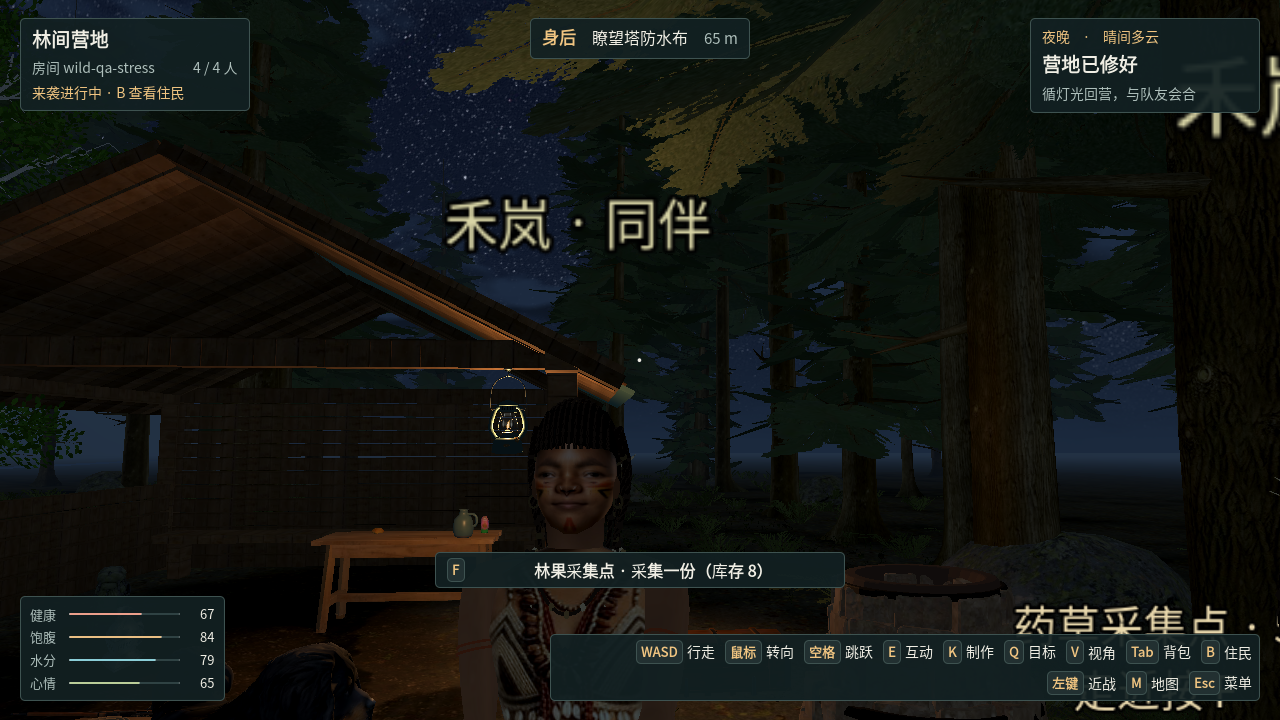 林间营地
房间 wild-qa-stress 4 / 4 人
来袭进行中 · B 查看住民
身后 瞭望塔防水布 65 m
夜晚 · 晴间多云
营地已修好
循灯光回营，与队友会合
禾岚
禾岚 · 同伴
F 林果采集点 · 采集一份（库存 8）
药草采集点 ·
健康 67
饱腹 84
水分 79
心情 65
WASD 行走 鼠标 转向 空格 跳跃 E 互动 K 制作 Q 目标 V 视角 Tab 背包 B 住民
左键 近战 M 地图 Esc 菜单